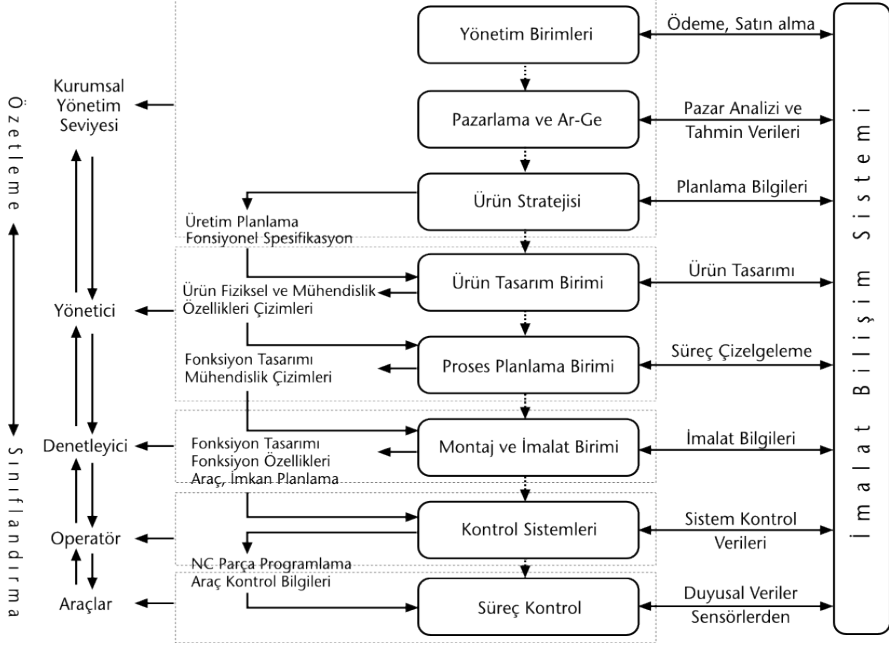 Yönetim Birimleri
Ödeme, Satın alma
Kurumsal
Yönetim
Seviyesi
Pazarlama ve Ar-Ge
Pazar Analizi ve
Tahmin Verileri
Ürün Stratejisi
Planlama Bilgileri
Üretim Planlama
Fonsiyonel Spesifikasyon
Ürün Tasarım Birimi
Ürün Tasarımı
Yönetici
Ürün Fiziksel ve Mühendislik
Özellikleri Çizimleri
Proses Planlama Birimi
Süreç Çizelgeleme
Fonksiyon Tasarımı
Mühendislik Çizimleri
Denetleyici
Montaj ve İmalat Birimi
İmalat Bilgileri
Fonksiyon Tasarımı
Fonksiyon Özellikleri
Araç, İmkan Planlama
Operatör
Kontrol Sistemleri
Sistem Kontrol
Verileri
NC Parça Programlama
Araç Kontrol Bilgileri
Araçlar
Süreç Kontrol
Duyusal Veriler
Sensörlerden
Özetleme
Sınıflandırma
İmalat Bilişim Sistemi